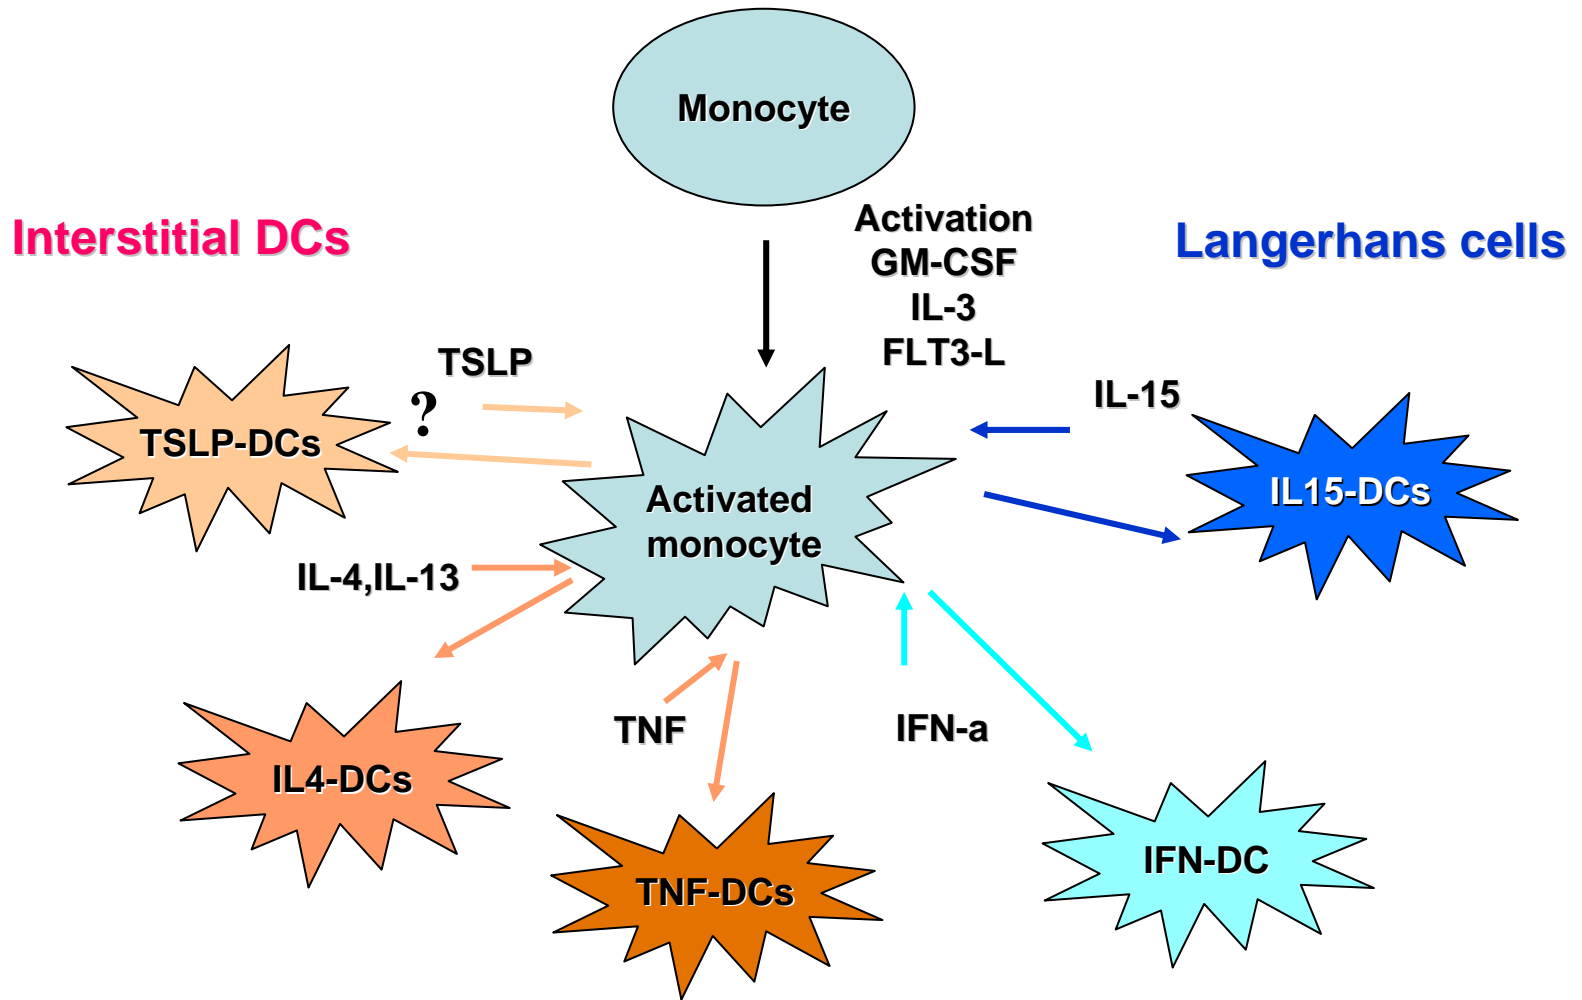 Monocyte
Activation
GM-CSF
IL-3
FLT3-L
Interstitial DCs
Langerhans cells
TSLP
?
TSLP-DCs
IL-15
IL15-DCs
Activated
monocyte
IL-4,IL-13
TNF
IFN-a
IL4-DCs
TNF-DCs
IFN-DC